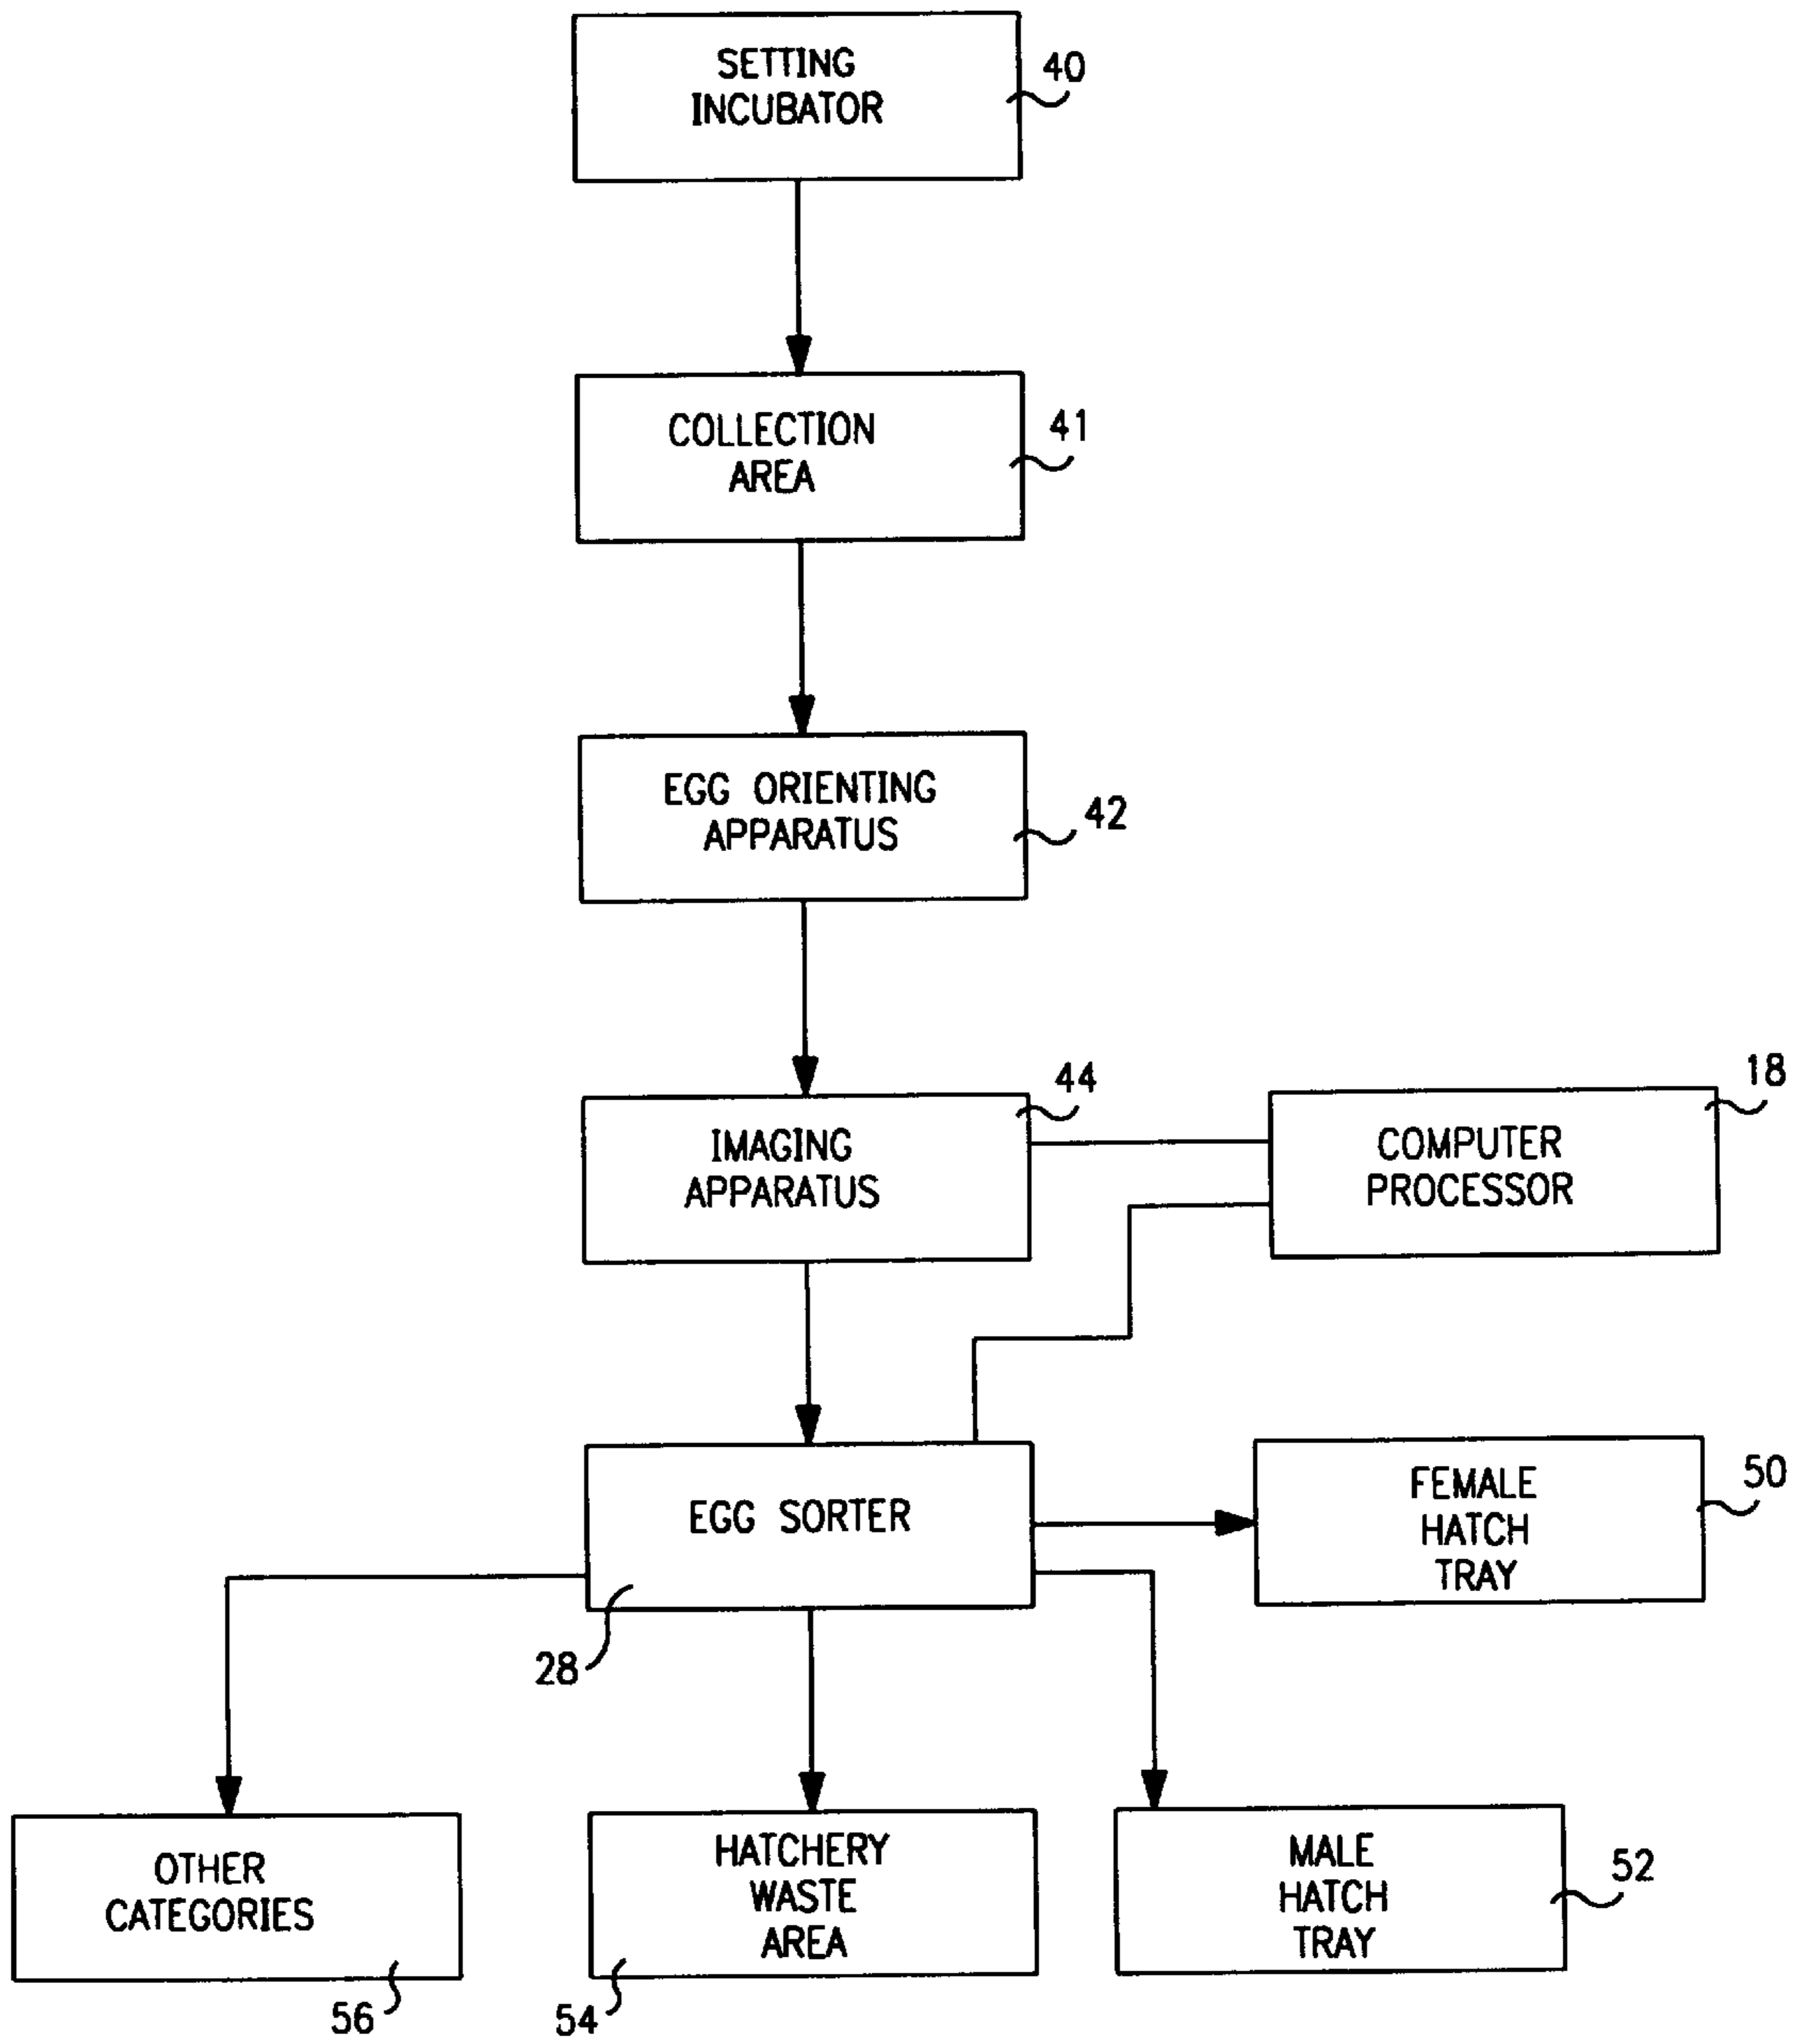 SETTING
INCUBATOR
40
COLLECTION
AREA
41
EGG ORIENTING
APPARATUS
42
IMAGING
APPARATUS
44
COMPUTER
PROCESSOR
18
EGG SORTER
28
FEMALE
HATCH
TRAY
50
OTHER
CATEGORIES
56
HATCHERY
WASTE
AREA
54
MALE
HATCH
TRAY
52